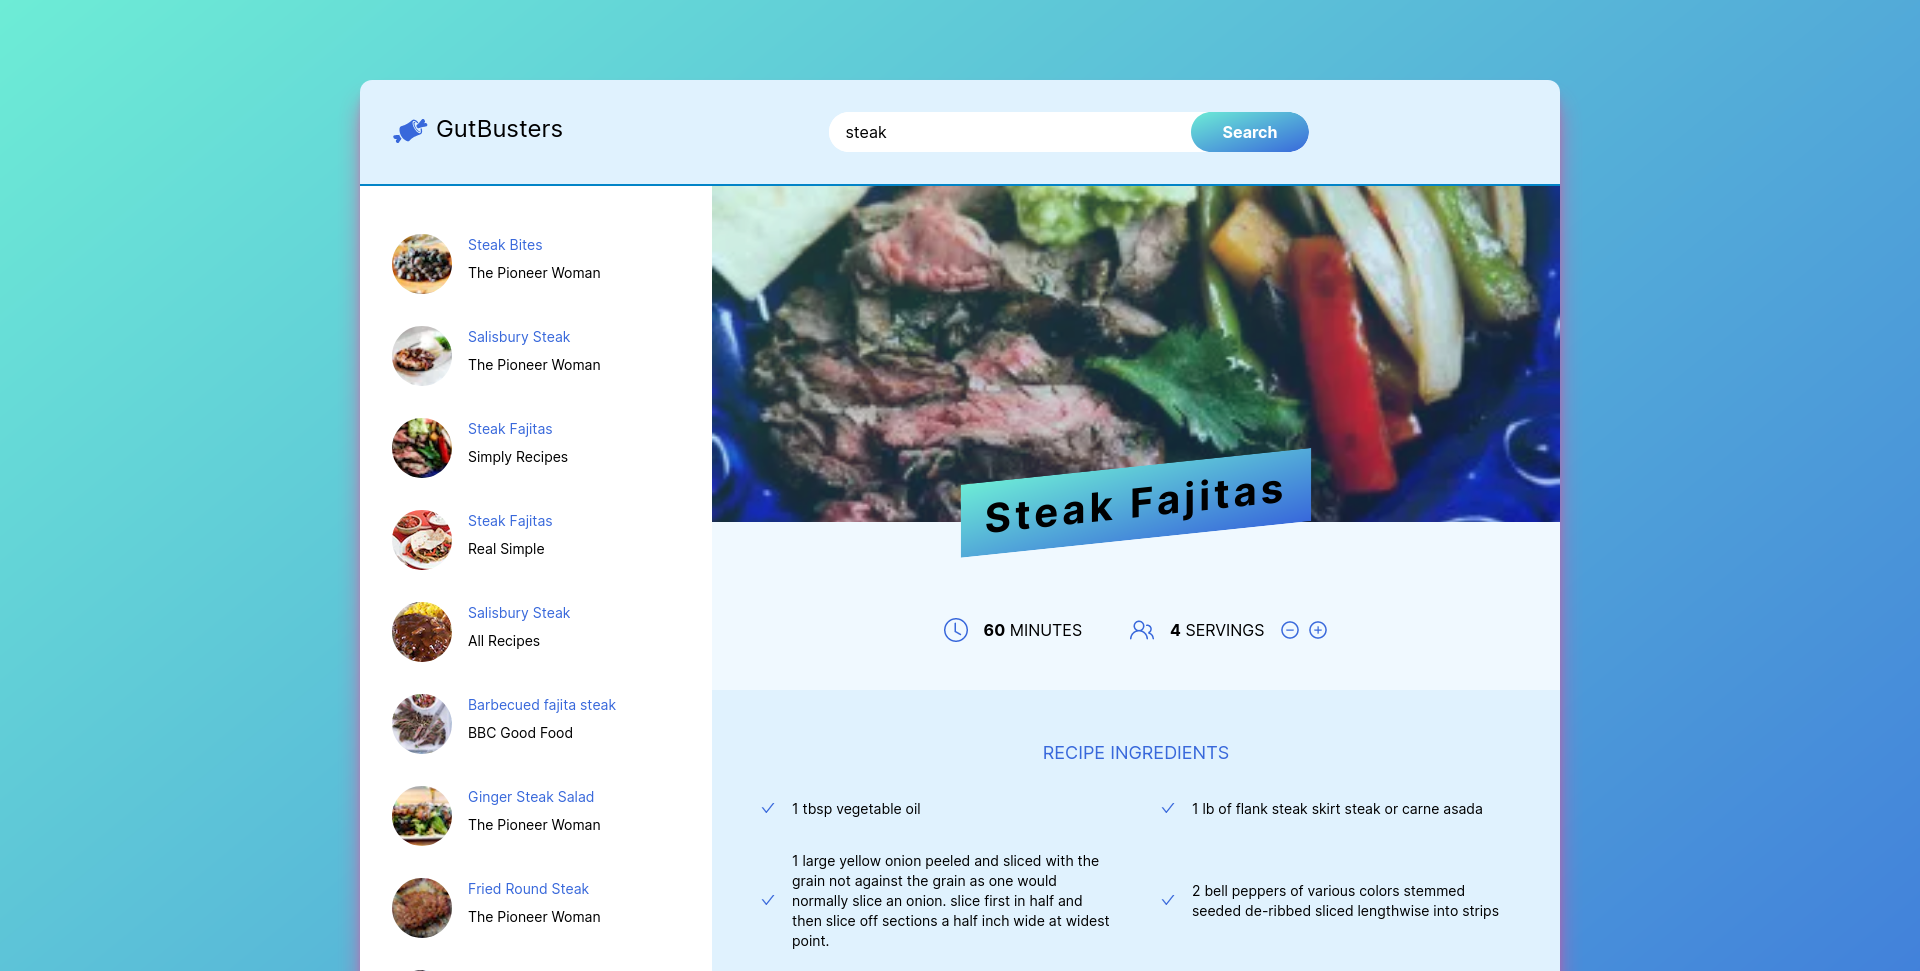 GutBusters
steak
Search
Steak Bites
The Pioneer Woman
Salisbury Steak
The Pioneer Woman
Steak Fajitas
Simply Recipes
Steak Fajitas
Real Simple
Salisbury Steak
All Recipes
Barbecued fajita steak
BBC Good Food
Ginger Steak Salad
The Pioneer Woman
Fried Round Steak
The Pioneer Woman
Steak Fajitas
60 MINUTES
4 SERVINGS
RECIPE INGREDIENTS
1 tbsp vegetable oil
1 lb of flank steak skirt steak or carne asada
1 large yellow onion peeled and sliced with the
grain not against the grain as one would
normally slice an onion. slice first in half and
then slice off sections a half inch wide at widest
point.
2 bell peppers of various colors stemmed
seeded de-ribbed sliced lengthwise into strips